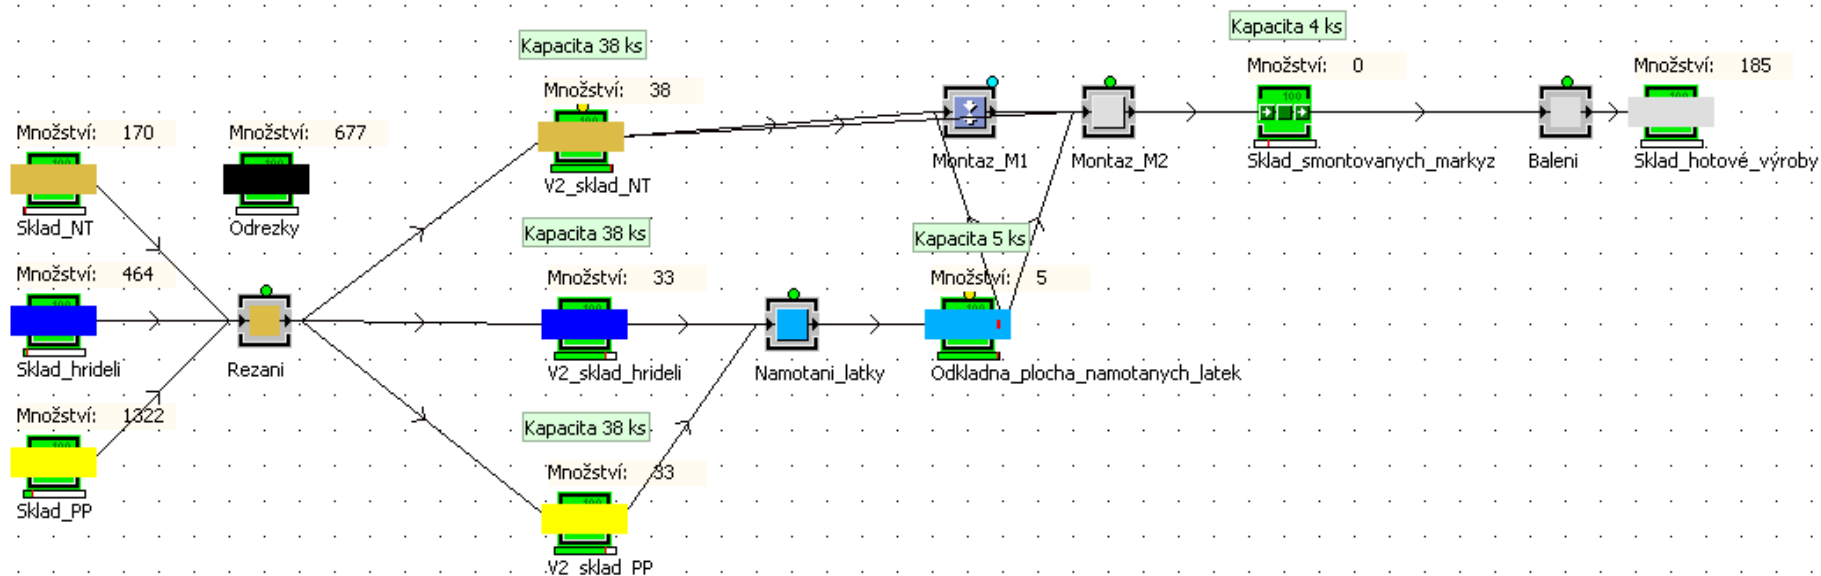 Kapacita 4 ks
Kapacita 38 ks
Množství: 0
Množství: 185
Množství: 38
Množství: 170
Množství: 677
Montaz_M1
Montaz_M2
Sklad_smontovanych_markyz
Baleni
Sklad_hotové_výroby
V2_sklad_NT
Sklad_NT
Odrezky
Kapacita 38 ks
Kapacita 5 ks
Množství: 464
Množství: 33
Množství: 5
Sklad_hrideli
Rezani
V2_sklad_hrideli
Namotani_latky
Odkladna_plocha_namotanych_latek
Množství: 1322
Kapacita 38 ks
Množství: 33
Sklad_PP
V2_sklad_PP